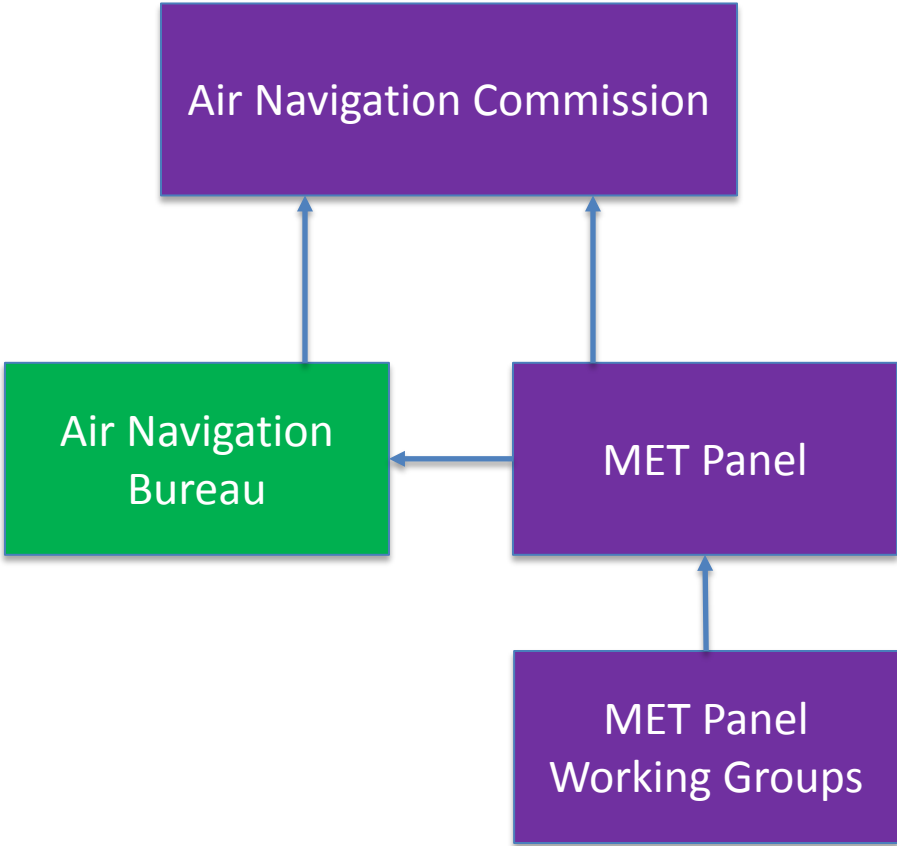 Air Navigation Commission
Air Navigation
Bureau
MET Panel
MET Panel
Working Groups